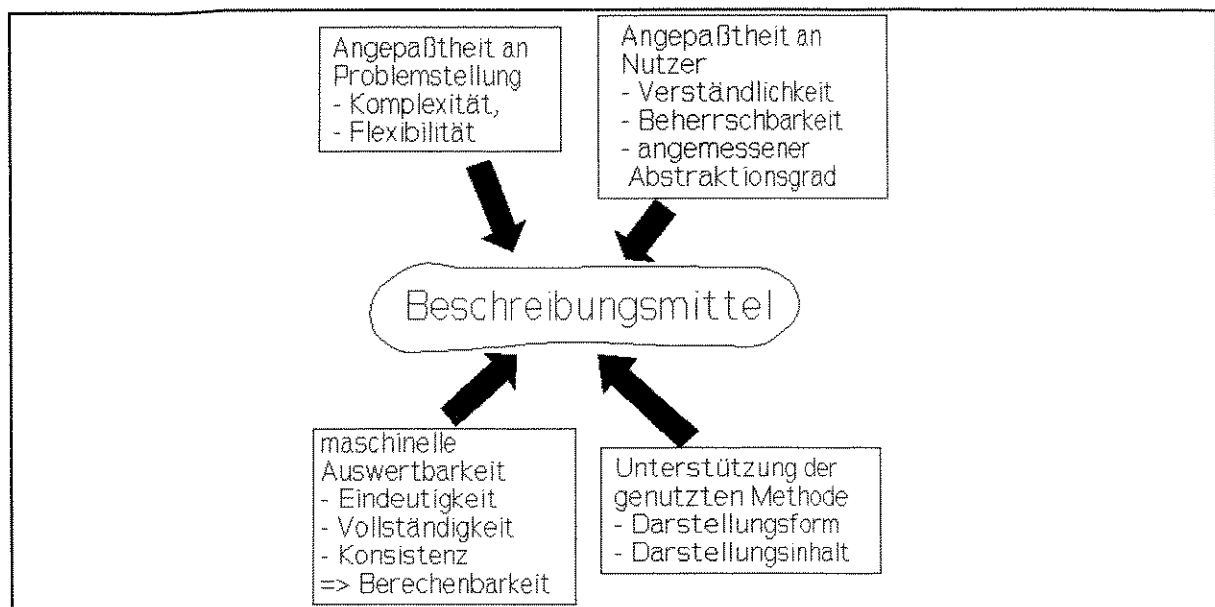 Angepaßtheit an
Problemstellung
- Komplexität,
- Flexibilität
Angepaßtheit an
Nutzer
- Verständlichkeit
- Beherrschbarkeit
- angemessener
Abstraktionsgrad
Beschreibungsmittel
maschinelle
Auswertbarkeit
- Eindeutigkeit
- Vollständigkeit
- Konsistenz
=> Berechenbarkeit
Unterstützung der
genutzten Methode
- Darstellungsform
- Darstellungsinhalt